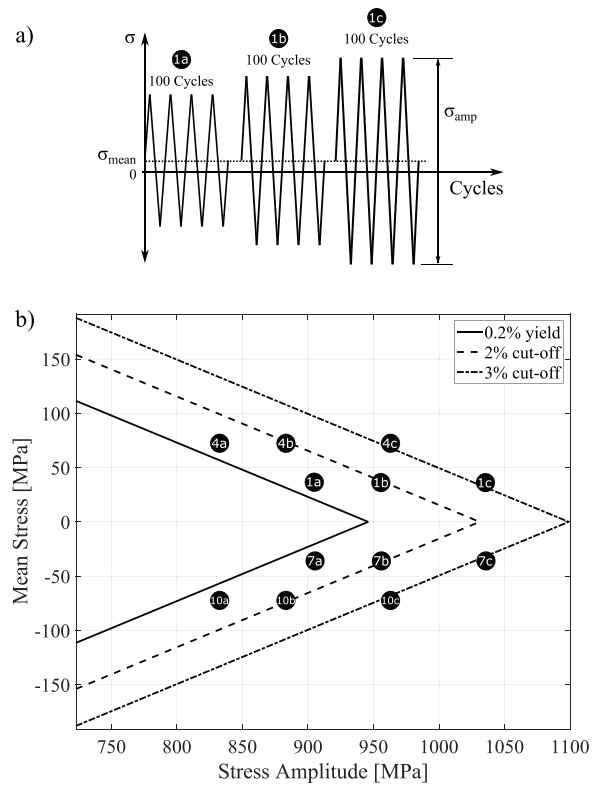 a)
σ
1a
100 Cycles
1b
100 Cycles
1c
100 Cycles
σamp
σmean
0
Cycles
b)
0.2% yield
2% cut-off
3% cut-off
150
100
50
0
-50
-100
-150
Mean Stress [MPa]
4a
4b
4c
1a
1b
1c
7a
7b
7c
10a
10b
10c
750
800
850
900
950
1000
1050
1100
Stress Amplitude [MPa]